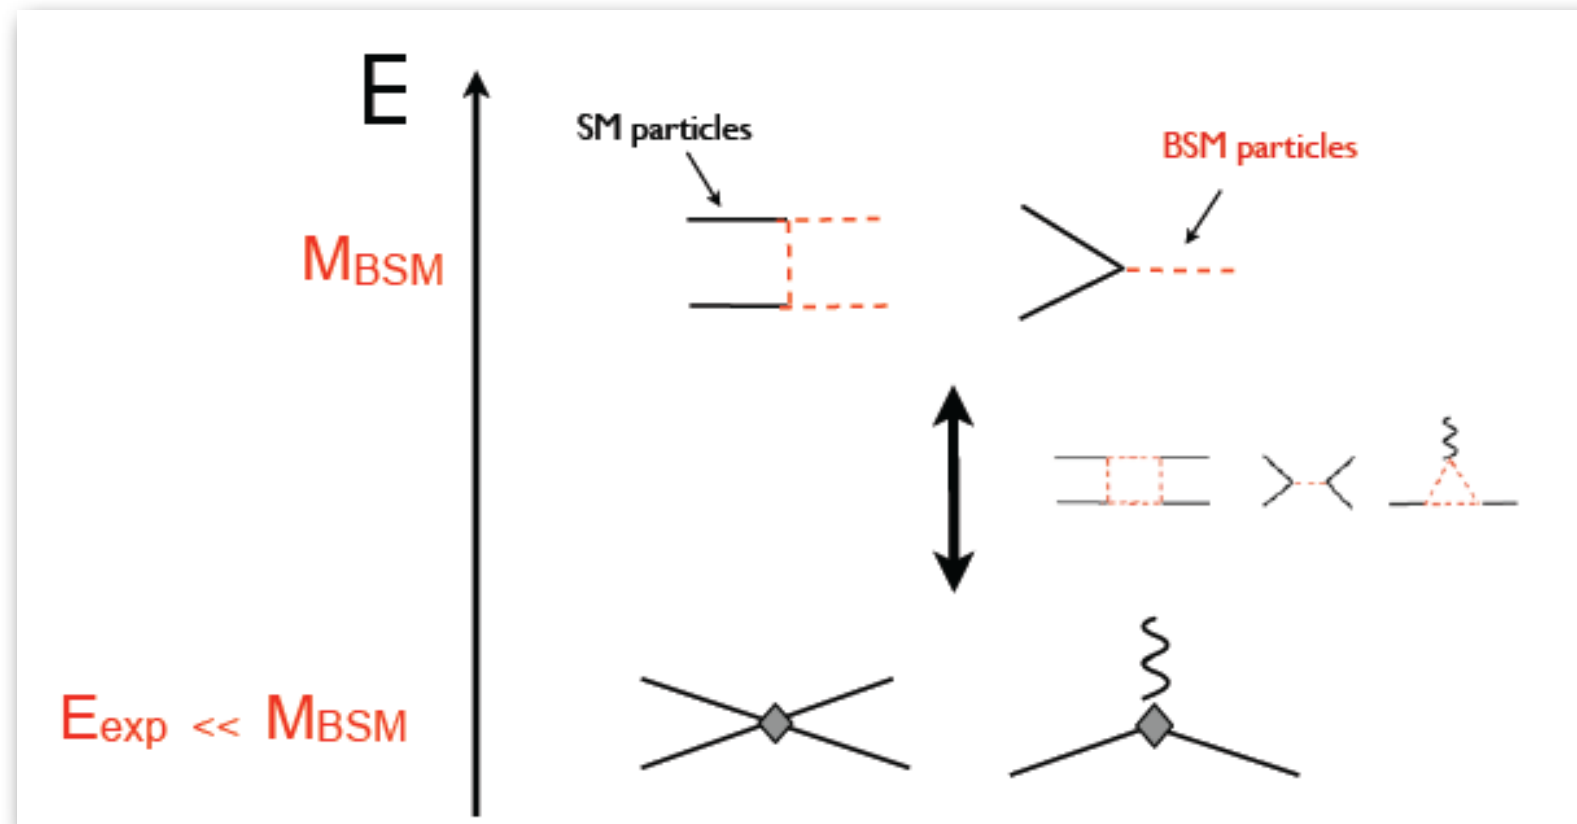 E
SM particles
BSM particles
MBSM
Eexp << MBSM